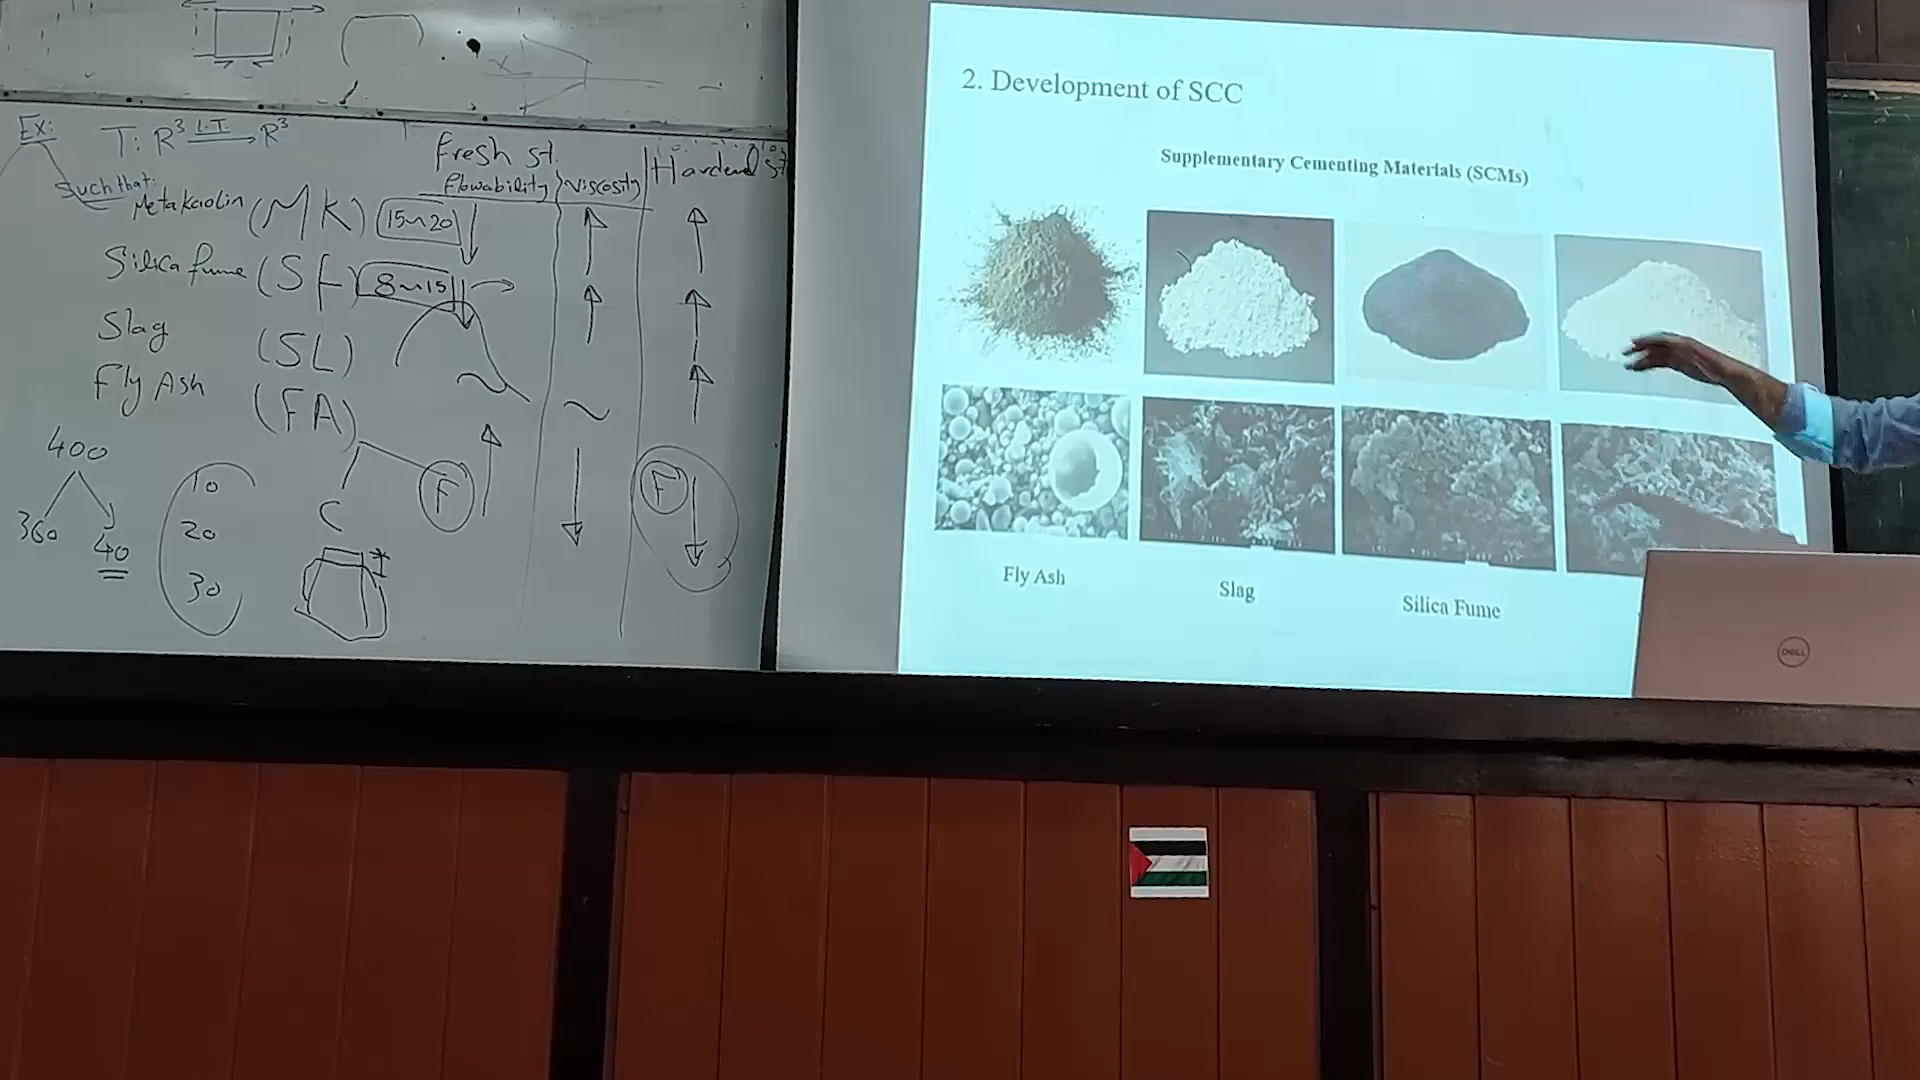 Ex: T: R³ L.T. R³
Such that:
Fresh st. Hardend st
flowability viscosity
Metakaolin (MK) 15~20
Silica fume (SF) 8~15
Slag (SL)
Fly Ash (FA)
400
360 40
10
20
30
C F F
2. Development of SCC
Supplementary Cementing Materials (SCMs)
Fly Ash
Slag
Silica Fume
DELL